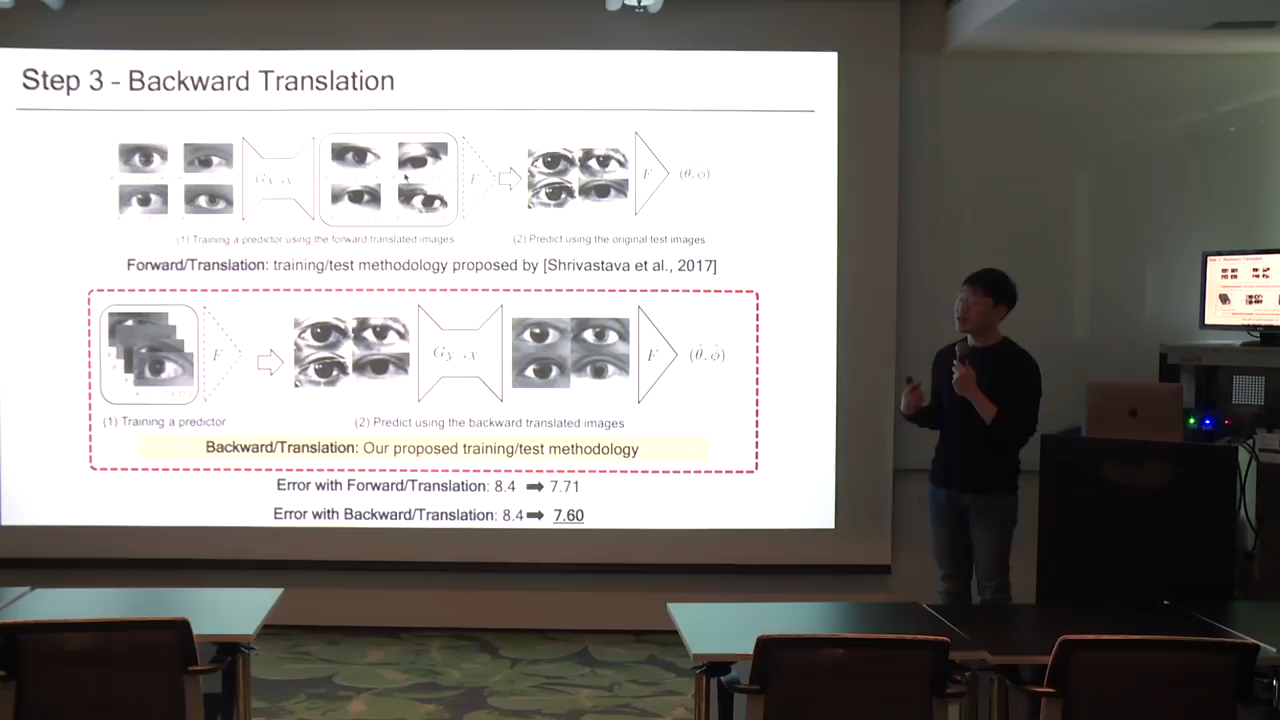 Step 3 - Backward Translation
F
F
(1) Training a predictor using the forward translated images
(2) Predict using the original test images
Forward/Translation: training/test methodology proposed by [Shrivastava et al., 2017]
F
F
(1) Training a predictor
(2) Predict using the backward translated images
Backward/Translation: Our proposed training/test methodology
Error with Forward/Translation: 8.4 ➡ 7.71
Error with Backward/Translation: 8.4 ➡ 7.60